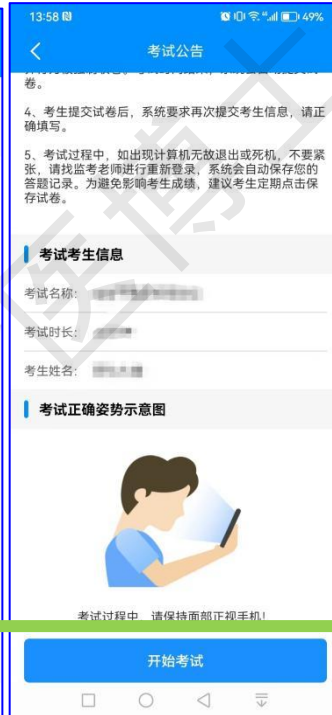 13:58
49%
考试公告
卷。
4、考生提交试卷后，系统要求再次提交考生信息，请正
确填写。
5、考试过程中，如出现计算机无故退出或死机，不要紧
张，请找监考老师进行重新登录，系统会自动保存您的
答题记录。为避免影响考生成绩，建议考生定期点击保
存试卷。
考试考生信息
考试名称：
考试时长：
考生姓名：
考试正确姿势示意图
考试过程中，请保持面部正视手机!
开始考试